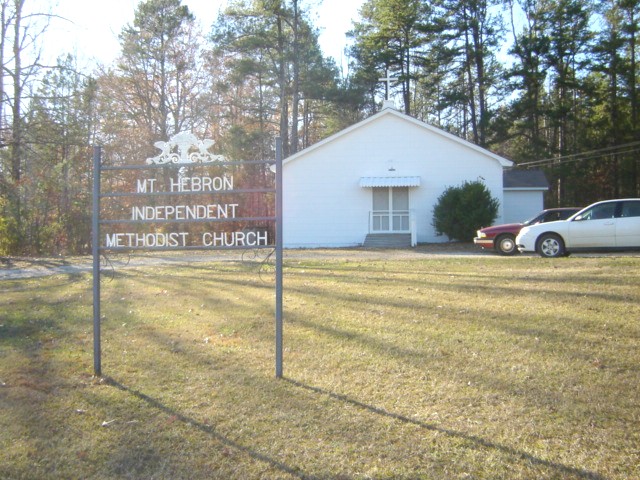 MT. HEBRON
INDEPENDENT
METHODIST - CHURCH